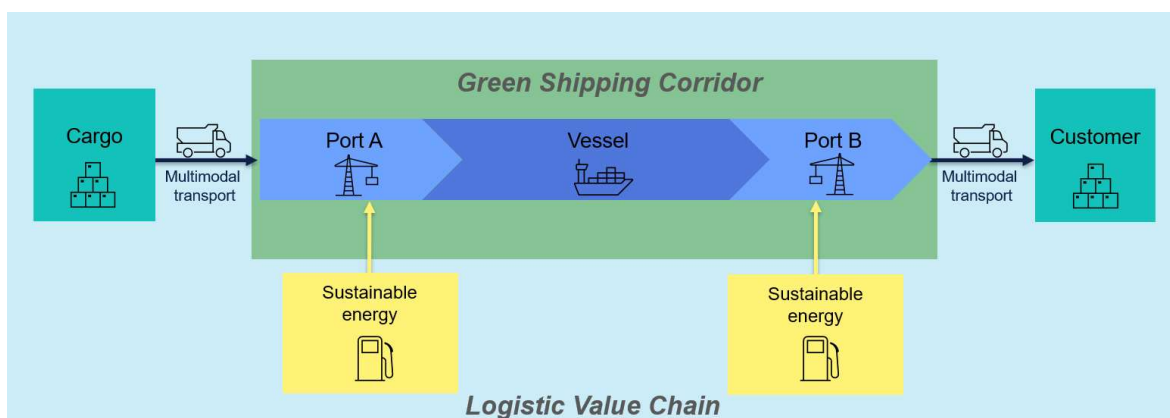 Green Shipping Corridor
Cargo
Multimodal
transport
Port A
Vessel
Port B
Multimodal
transport
Customer
Sustainable
energy
Sustainable
energy
Logistic Value Chain